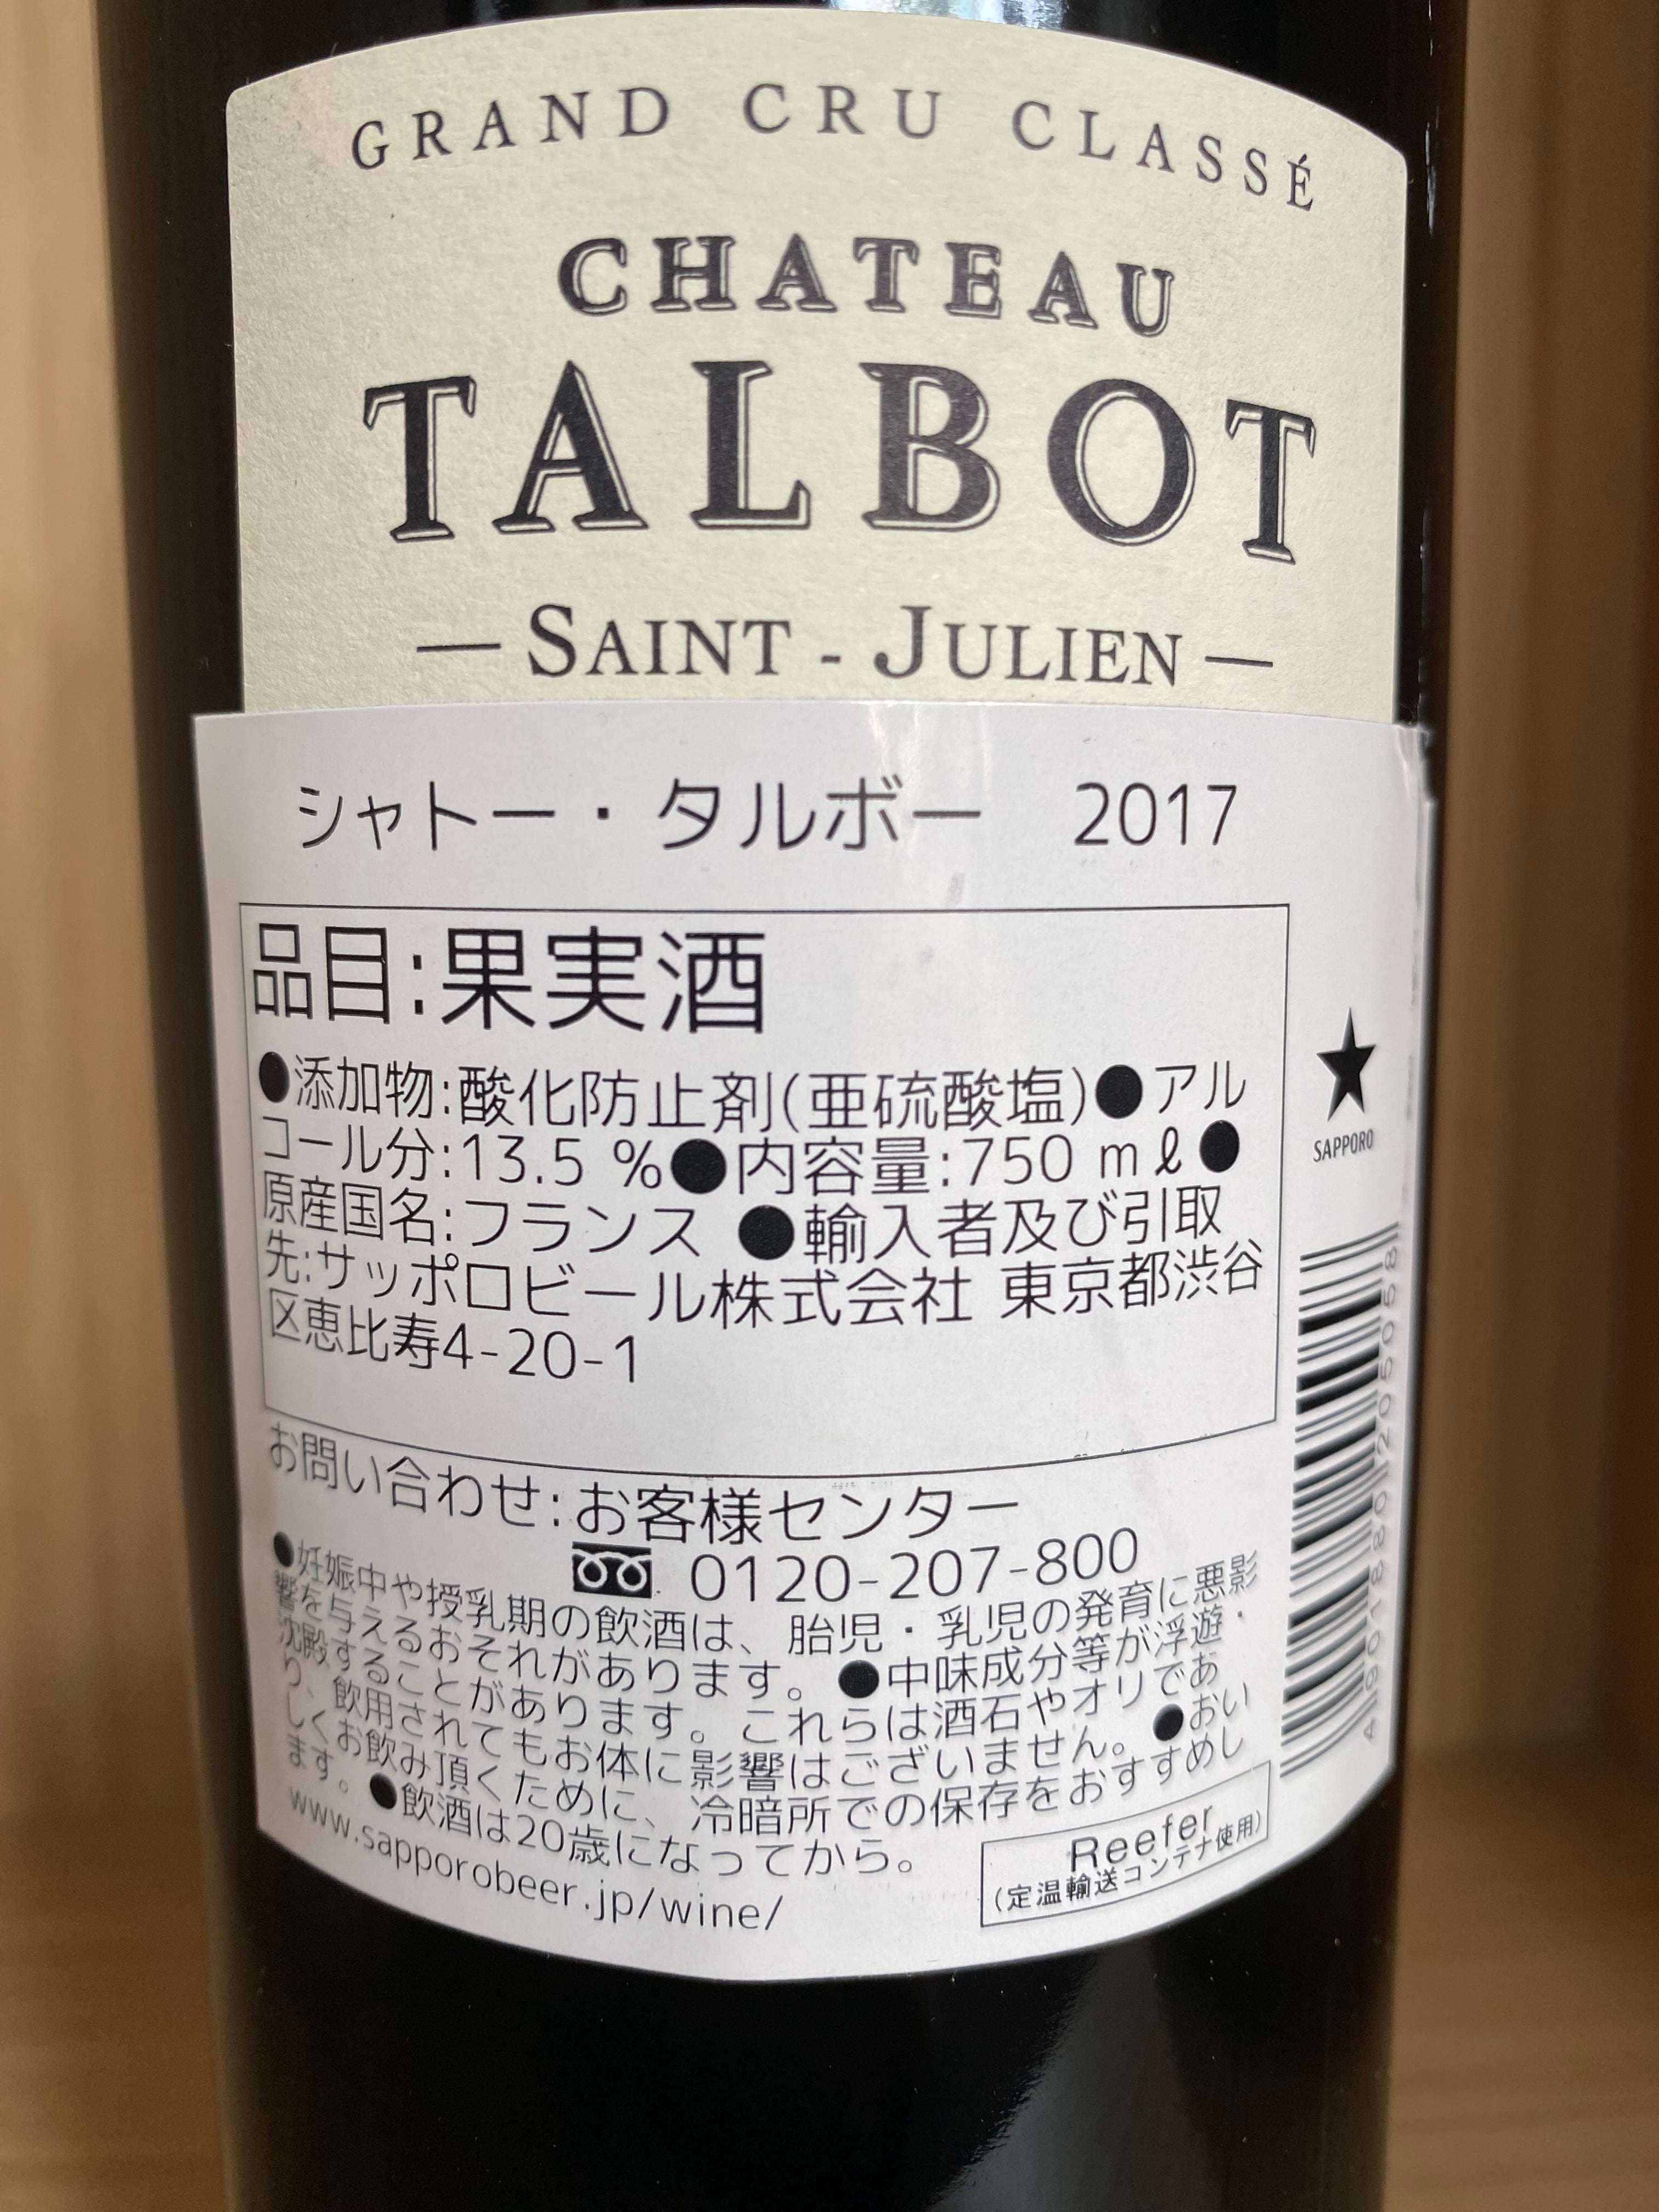 GRAND CRU CLASSÉ
CHATEAU
TALBOT
— SAINT - JULIEN —
シャトー・タルボー 2017
品目:果実酒
●添加物:酸化防止剤(亜硫酸塩)●アル
コール分:13.5 %●内容量:750 mℓ●
原産国名:フランス ●輸入者及び引取
先:サッポロビール株式会社 東京都渋谷
区恵比寿4-20-1
★
SAPPORO
4901880205058
お問い合わせ:お客様センター
0120-207-800
●妊娠中や授乳期の飲酒は、胎児・乳児の発育に悪影
響を与えるおそれがあります。●中味成分等が浮遊・
沈殿することがあります。これらは酒石やオリであ
り、飲用されてもお体に影響はございません。●おい
しくお飲み頂くために、冷暗所での保存をおすすめし
ます。●飲酒は20歳になってから。
www.sapporobeer.jp/wine/
Reefer
(定温輸送コンテナ使用)